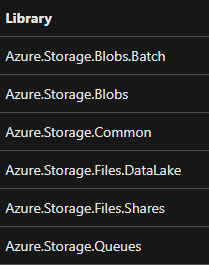 Library
Azure.Storage.Blobs.Batch
Azure.Storage.Blobs
Azure.Storage.Common
Azure.Storage.Files.DataLake
Azure.Storage.Files.Shares
Azure.Storage.Queues